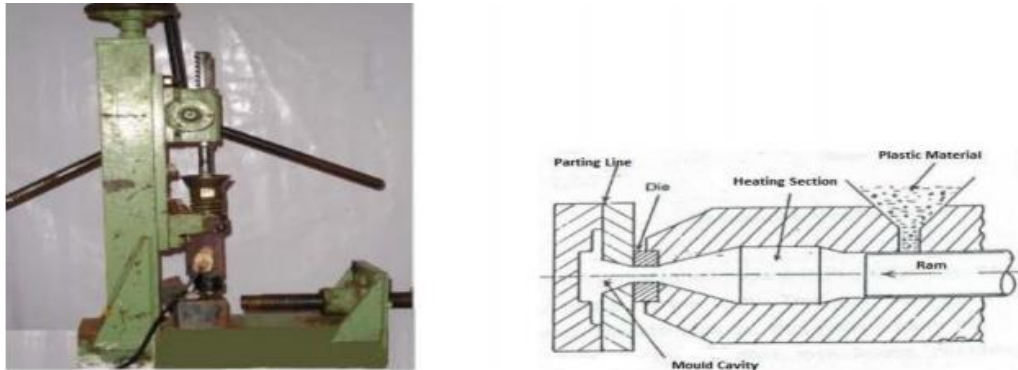 Plastic Material
Parting Line
Die
Heating Section
Ram
Mould Cavity